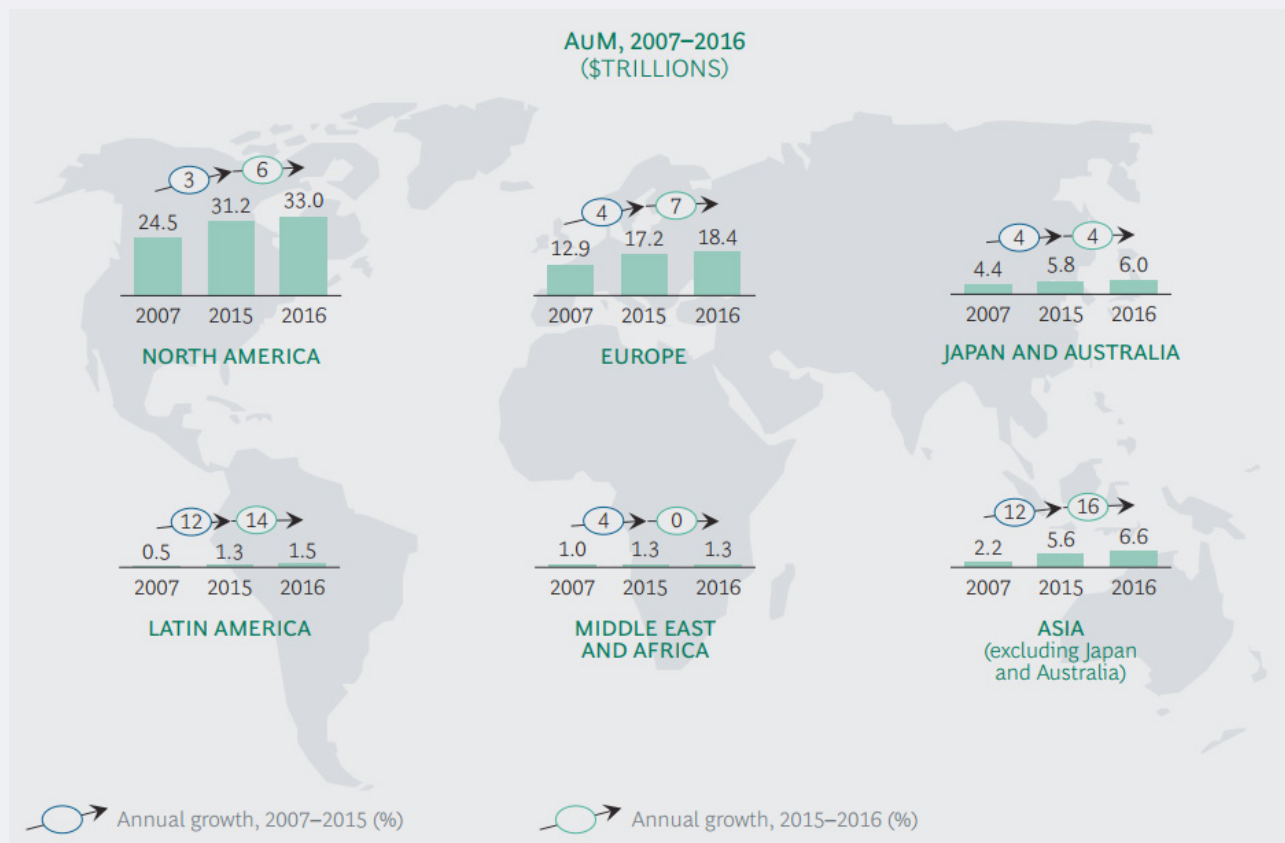 AUM, 2007–2016
($TRILLIONS)
3 6
24.5 31.2 33.0
2007 2015 2016
NORTH AMERICA
4 7
12.9 17.2 18.4
2007 2015 2016
EUROPE
4 4
4.4 5.8 6.0
2007 2015 2016
JAPAN AND AUSTRALIA
12 14
0.5 1.3 1.5
2007 2015 2016
LATIN AMERICA
4 0
1.0 1.3 1.3
2007 2015 2016
MIDDLE EAST
AND AFRICA
12 16
2.2 5.6 6.6
2007 2015 2016
ASIA
(excluding Japan
and Australia)
Annual growth, 2007–2015 (%)
Annual growth, 2015–2016 (%)